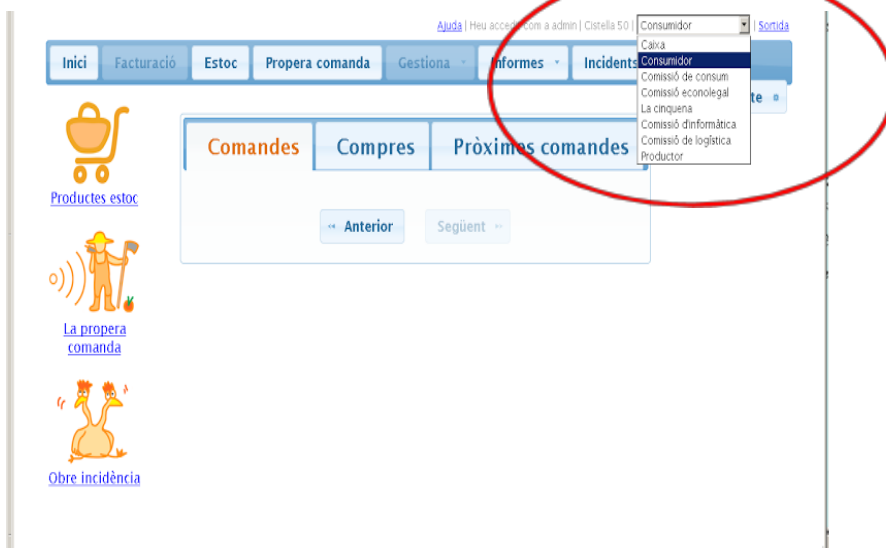 Ajuda | Heu accedit com a admin | Cistella 50 | Consumidor | Sortida
Caixa
Consumidor
Comissió de consum
Comissió econolegal
La cinquena
Comissió d'informàtica
Comissió de logística
Productor
Inici Facturació Estoc Propera comanda Gestiona Informes Incidents
te
Comandes Compres Pròximes comandes
Anterior Següent
Productes estoc
La propera
comanda
Obre incidència